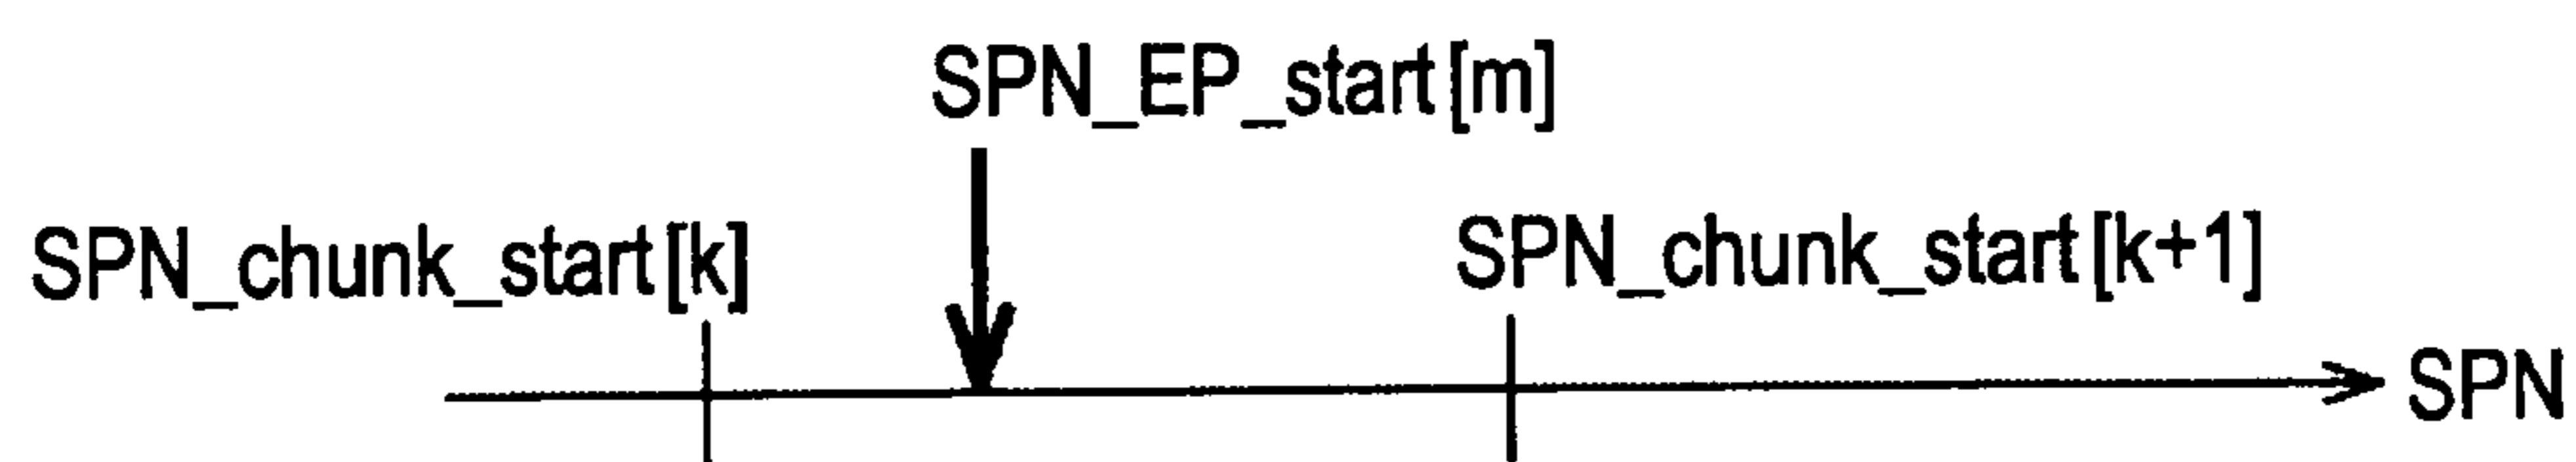 SPN_EP_start[m]
SPN_chunk_start[k]
SPN_chunk_start[k+1]
SPN